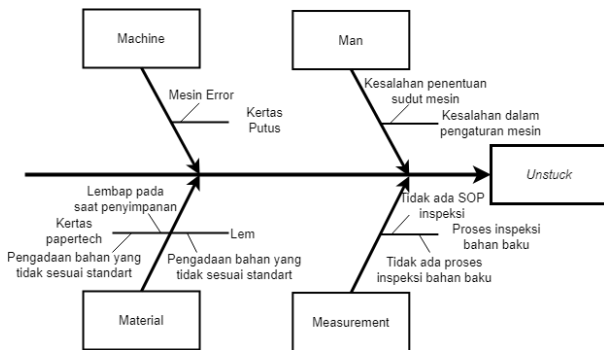 Machine
Man
Mesin Error
Kertas
Putus
Kesalahan penentuan
sudut mesin
Kesalahan dalam
pengaturan mesin
Unstuck
Lembap pada
saat penyimpanan
Kertas
papertech
Pengadaan bahan yang
tidak sesuai standart
Lem
Pengadaan bahan yang
tidak sesuai standart
Tidak ada SOP
inspeksi
Proses inspeksi
bahan baku
Tidak ada proses
inspeksi bahan baku
Material
Measurement